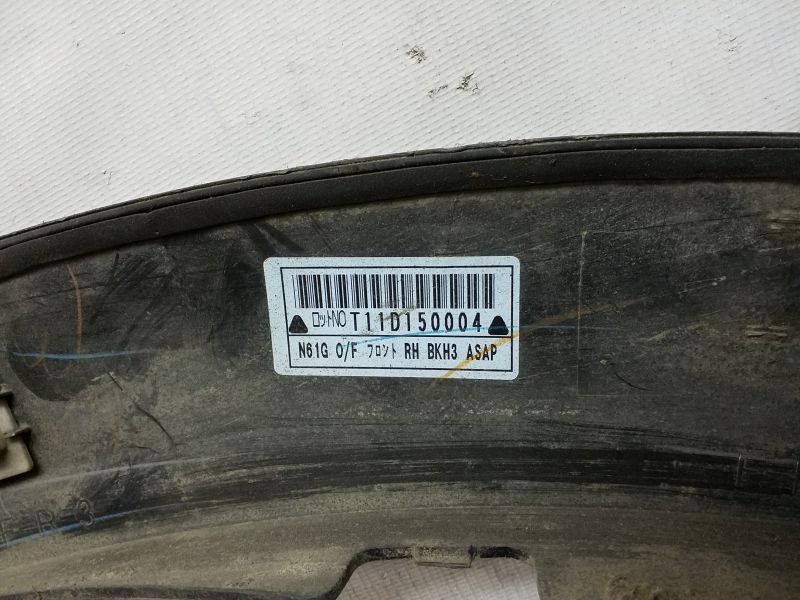 ロットNO T11D150004
N61G O/F フロント RH BKH3 ASAP